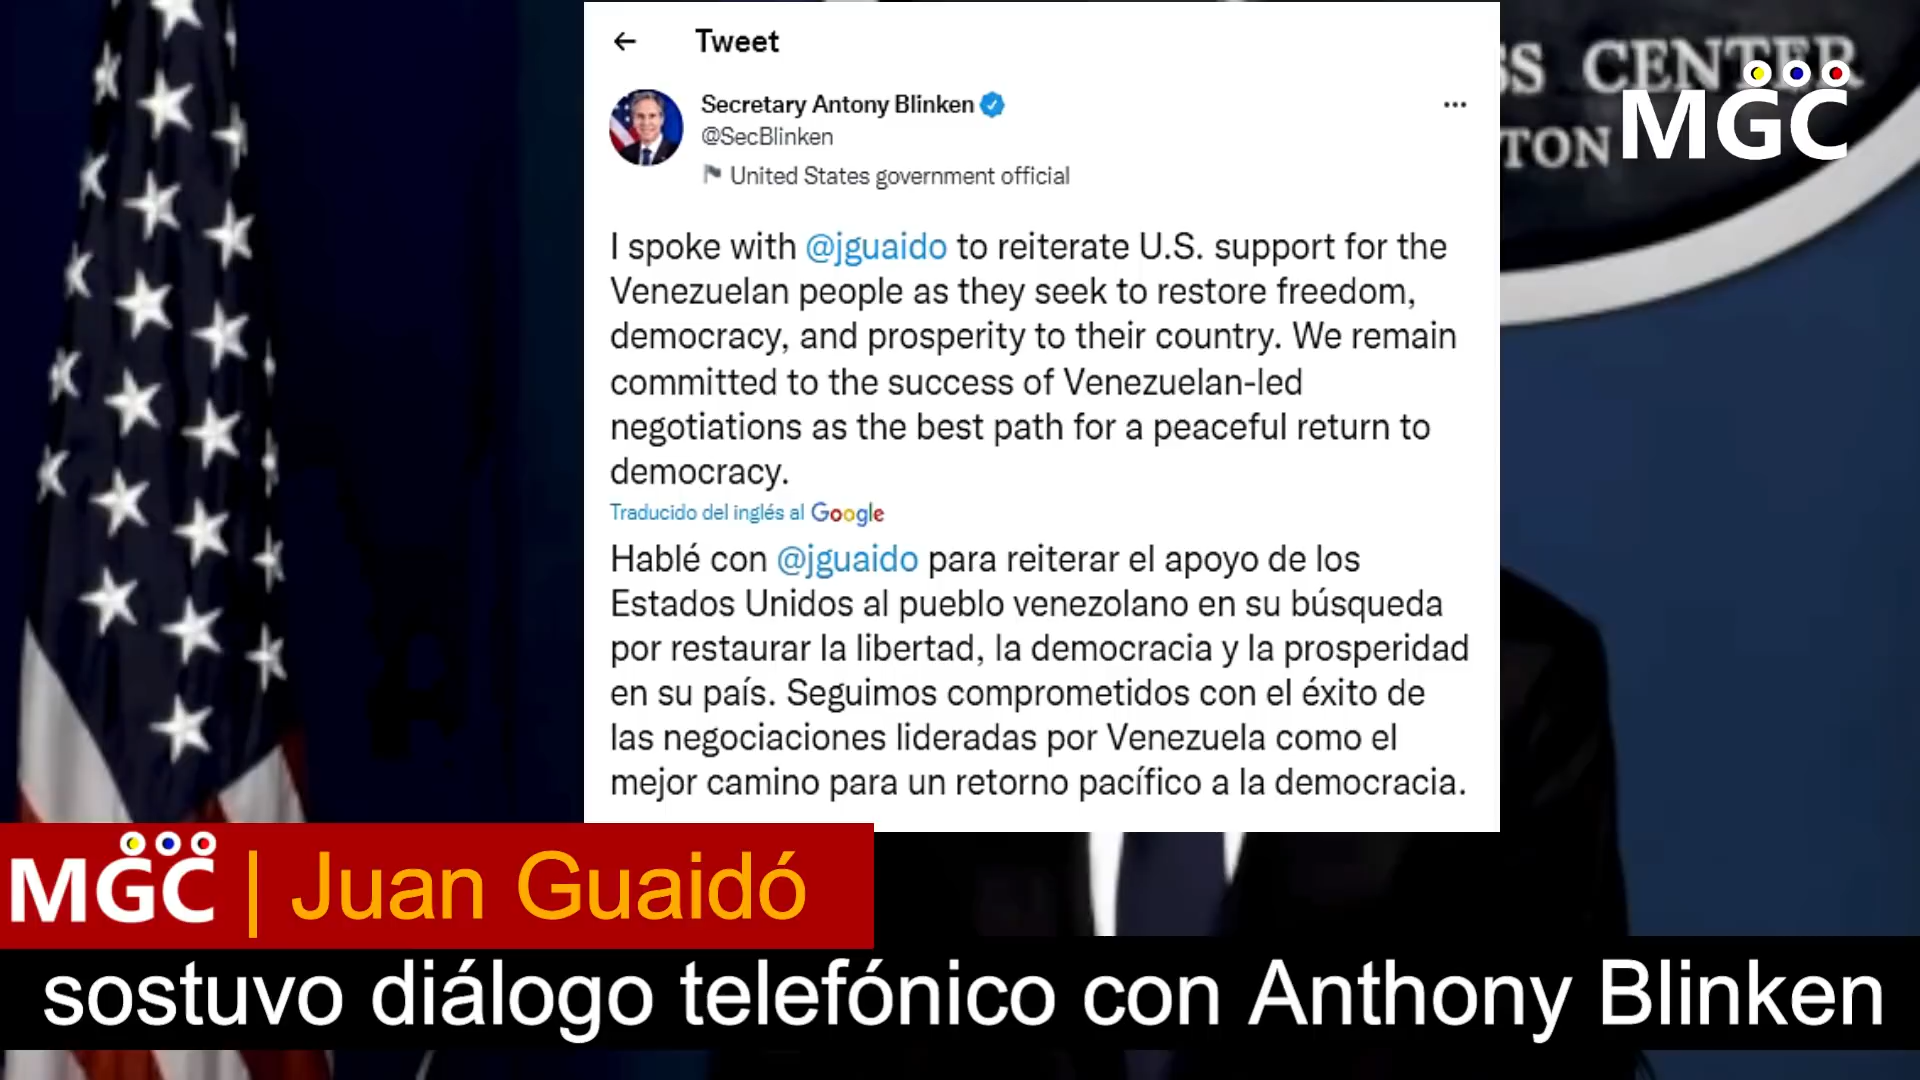 Tweet
Secretary Antony Blinken
@SecBlinken
United States government official
I spoke with @jguaido to reiterate U.S. support for the
Venezuelan people as they seek to restore freedom,
democracy, and prosperity to their country. We remain
committed to the success of Venezuelan-led
negotiations as the best path for a peaceful return to
democracy.
Traducido del inglés al Google
Hablé con @jguaido para reiterar el apoyo de los
Estados Unidos al pueblo venezolano en su búsqueda
por restaurar la libertad, la democracia y la prosperidad
en su país. Seguimos comprometidos con el éxito de
las negociaciones lideradas por Venezuela como el
mejor camino para un retorno pacífico a la democracia.
CENTER
MGC
MGC | Juan Guaidó
sostuvo diálogo telefónico con Anthony Blinken